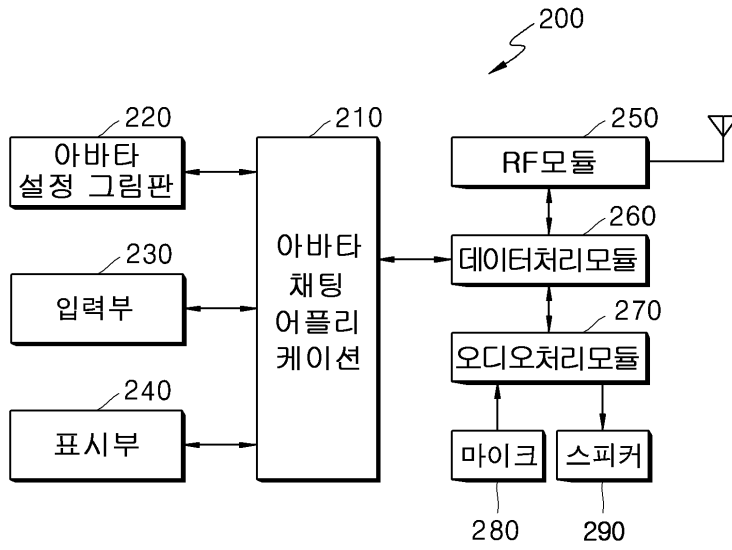 200
220
아바타
설정 그림판
230
입력부
240
표시부
210
아바타
채팅
어플리
케이션
250
RF모듈
260
데이터처리모듈
270
오디오처리모듈
마이크
280
스피커
290